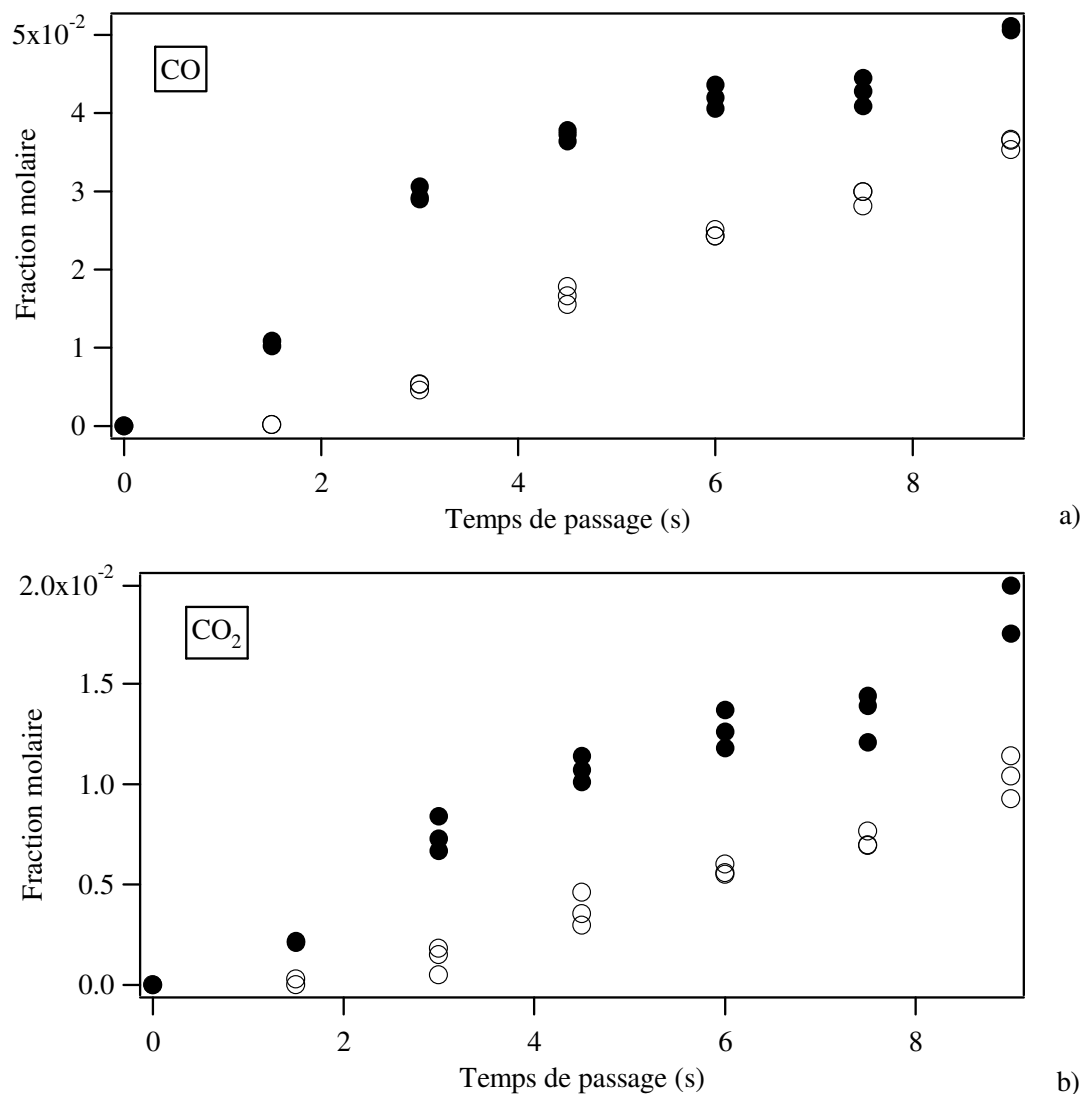 5x10-2
CO
4
3
2
1
0
Fraction molaire
0 2 4 6 8
Temps de passage (s)
a)
2.0x10-2
CO2
1.5
1.0
0.5
0.0
Fraction molaire
0 2 4 6 8
Temps de passage (s)
b)